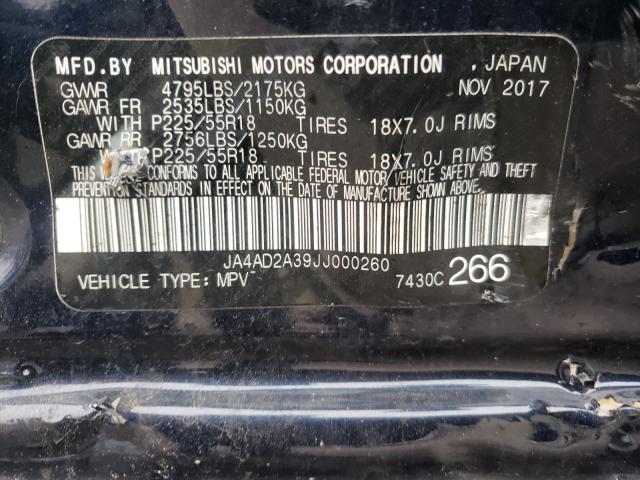 MFD.BY MITSUBISHI MOTORS CORPORATION , JAPAN
GVWR 4795LBS/2175KG NOV 2017
GAWR FR 2535LBS/1150KG
WITH P225/55R18 TIRES 18X7.0J RIMS
GAWR RR 2756LBS/1250KG
P225/55R18 TIRES 18X7.0J RIMS
THIS CONFORMS TO ALL APPLICABLE FEDERAL MOTOR VEHICLE SAFETY AND THEFT
PREVENTION STANDARDS IN EFFECT ON THE DATE OF MANUFACTURE SHOWN ABOVE.
JA4AD2A39JJ000260
VEHICLE TYPE: MPV 7430C 266